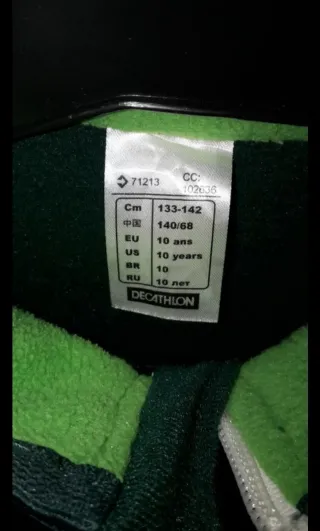 71213 CC:
102636
Cm 133-142
中国 140/68
EU 10 ans
US 10 years
BR 10
RU 10 лет
DECATHLON